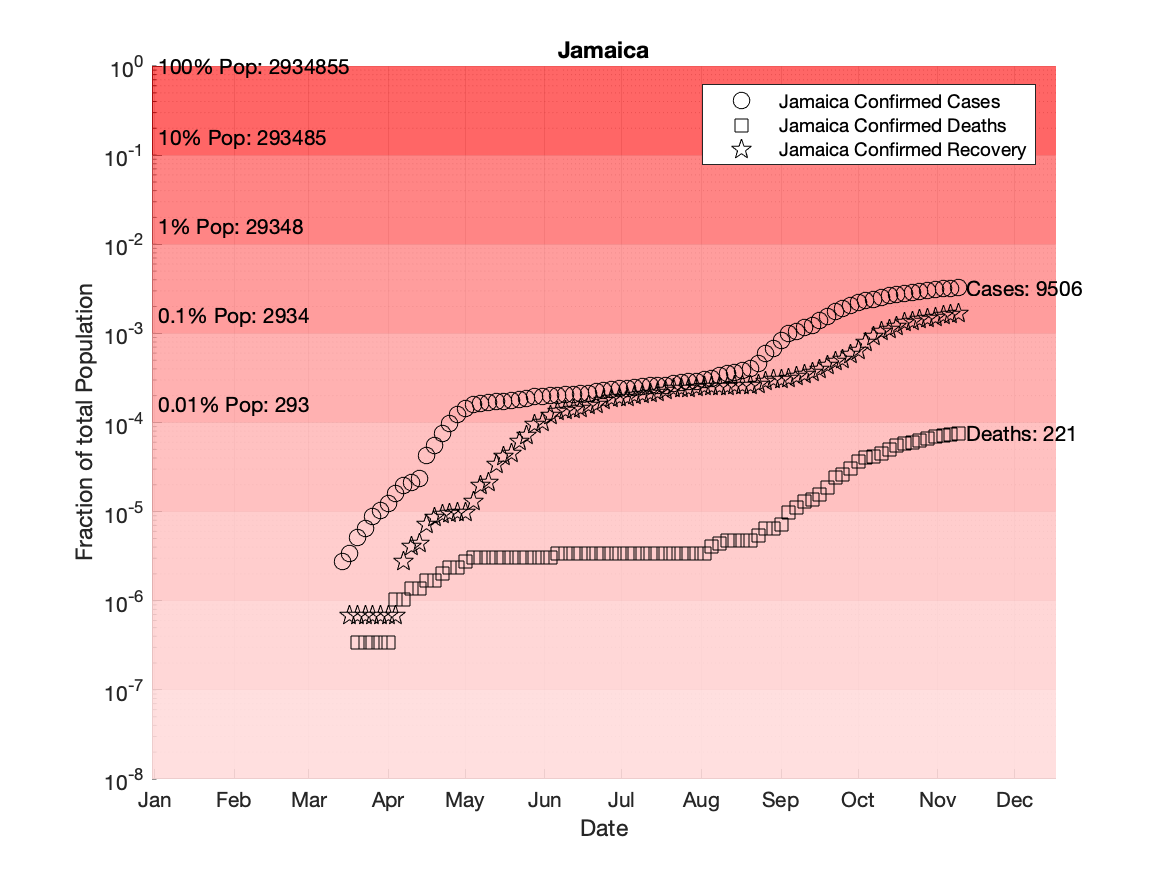 Jamaica
10^0
100% Pop: 2934855
Jamaica Confirmed Cases
Jamaica Confirmed Deaths
Jamaica Confirmed Recovery
10% Pop: 293485
10^-1
1% Pop: 29348
10^-2
Cases: 9506
0.1% Pop: 2934
10^-3
0.01% Pop: 293
10^-4
Deaths: 221
10^-5
10^-6
10^-7
10^-8
Fraction of total Population
Jan Feb Mar Apr May Jun Jul Aug Sep Oct Nov Dec
Date